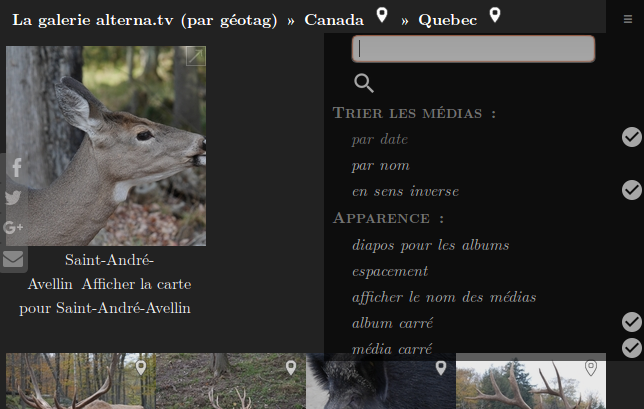 La galerie alterna.tv (par géotag) » Canada » Quebec
Trier les médias :
par date
par nom
en sens inverse
Apparence :
diapos pour les albums
espacement
afficher le nom des médias
album carré
média carré
Saint-André-
Avellin Afficher la carte
pour Saint-André-Avellin